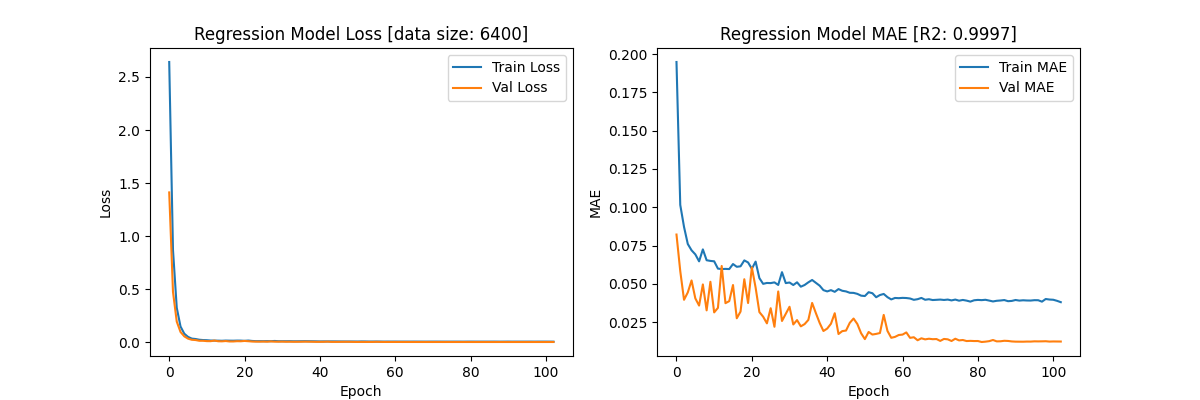 Regression Model Loss [data size: 6400]
Train Loss
Val Loss
2.5
2.0
1.5
1.0
0.5
0.0
Loss
0 20 40 60 80 100
Epoch
Regression Model MAE [R2: 0.9997]
Train MAE
Val MAE
0.200
0.175
0.150
0.125
0.100
0.075
0.050
0.025
MAE
0 20 40 60 80 100
Epoch